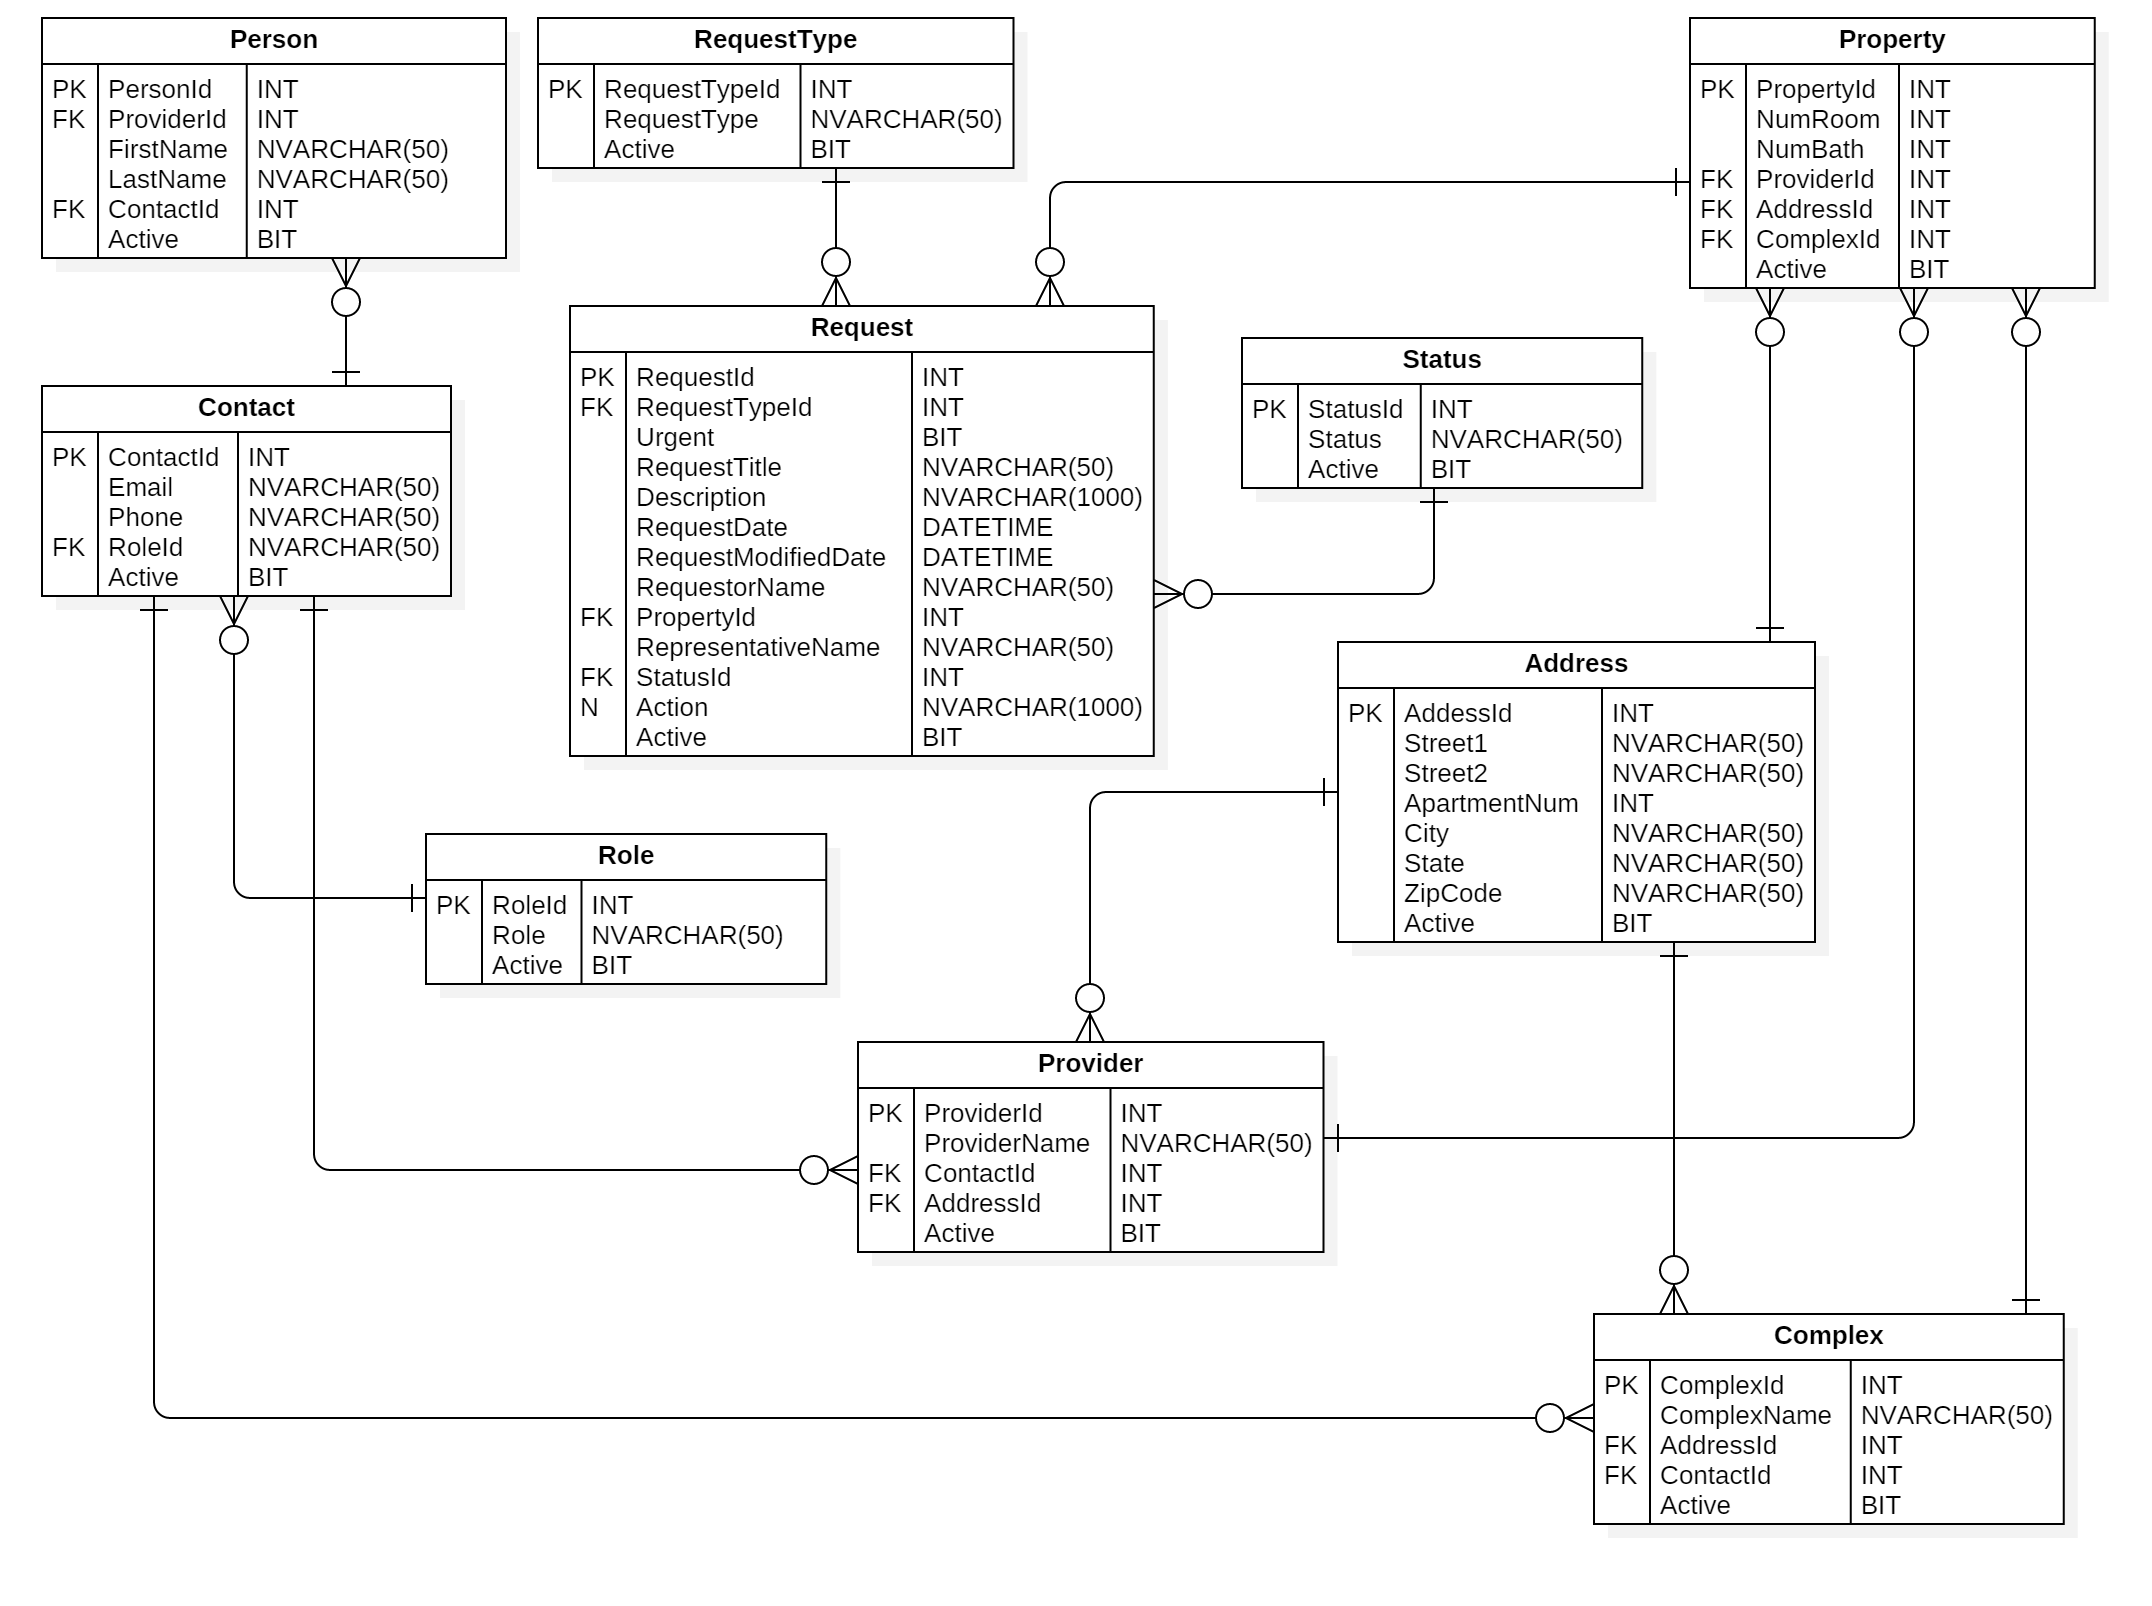 Person
PK PersonId INT
FK ProviderId INT
FirstName NVARCHAR(50)
LastName NVARCHAR(50)
FK ContactId INT
Active BIT
RequestType
PK RequestTypeId INT
RequestType NVARCHAR(50)
Active BIT
Property
PK PropertyId INT
NumRoom INT
NumBath INT
FK ProviderId INT
FK AddressId INT
FK ComplexId INT
Active BIT
Request
PK RequestId INT
FK RequestTypeId INT
Urgent BIT
RequestTitle NVARCHAR(50)
Description NVARCHAR(1000)
RequestDate DATETIME
RequestModifiedDate DATETIME
RequestorName NVARCHAR(50)
FK PropertyId INT
RepresentativeName NVARCHAR(50)
FK StatusId INT
N Action NVARCHAR(1000)
Active BIT
Status
PK StatusId INT
Status NVARCHAR(50)
Active BIT
Contact
PK ContactId INT
Email NVARCHAR(50)
Phone NVARCHAR(50)
FK RoleId NVARCHAR(50)
Active BIT
Address
PK AddessId INT
Street1 NVARCHAR(50)
Street2 NVARCHAR(50)
ApartmentNum INT
City NVARCHAR(50)
State NVARCHAR(50)
ZipCode NVARCHAR(50)
Active BIT
Role
PK RoleId INT
Role NVARCHAR(50)
Active BIT
Provider
PK ProviderId INT
ProviderName NVARCHAR(50)
FK ContactId INT
FK AddressId INT
Active BIT
Complex
PK ComplexId INT
ComplexName NVARCHAR(50)
FK AddressId INT
FK ContactId INT
Active BIT